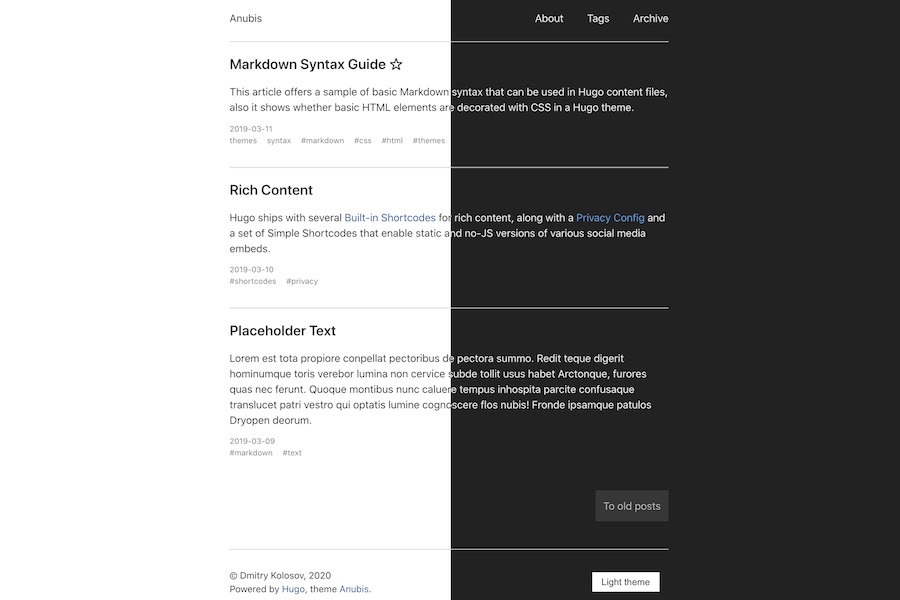 Anubis About Tags Archive
Markdown Syntax Guide ☆
This article offers a sample of basic Markdown syntax that can be used in Hugo content files,
also it shows whether basic HTML elements are decorated with CSS in a Hugo theme.
2019-03-11
themes syntax #markdown #css #html #themes
Rich Content
Hugo ships with several Built-in Shortcodes for rich content, along with a Privacy Config and
a set of Simple Shortcodes that enable static and no-JS versions of various social media
embeds.
2019-03-10
#shortcodes #privacy
Placeholder Text
Lorem est tota propiore conpellat pectoribus de pectora summo. Redit teque digerit
hominumque toris verebor lumina non cervice subde tollit usus habet Arctonque, furores
quas nec ferunt. Quoque montibus nunc caluere tempus inhospita parcite confusaque
translucet patri vestro qui optatis lumine cognoscere flos nubis! Fronde ipsamque patulos
Dryopen deorum.
2019-03-09
#markdown #text
To old posts
© Dmitry Kolosov, 2020
Powered by Hugo, theme Anubis.
Light theme